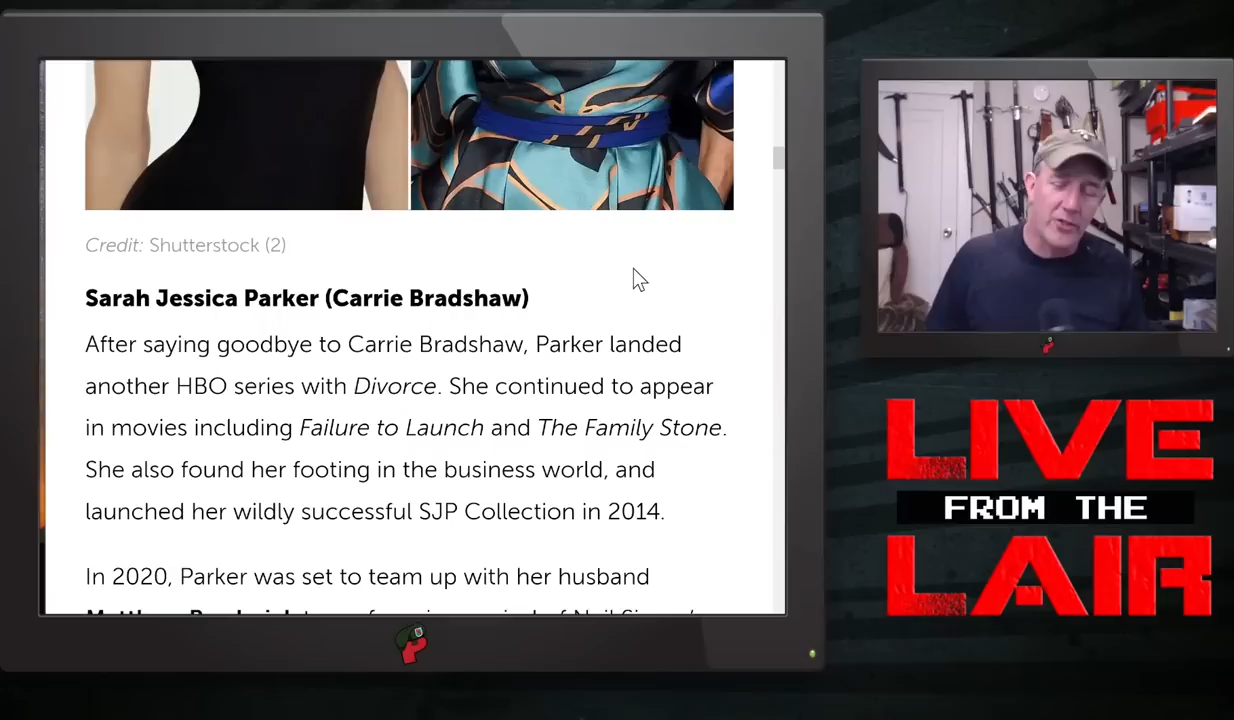 Credit: Shutterstock (2)
Sarah Jessica Parker (Carrie Bradshaw)
After saying goodbye to Carrie Bradshaw, Parker landed
another HBO series with Divorce. She continued to appear
in movies including Failure to Launch and The Family Stone.
She also found her footing in the business world, and
launched her wildly successful SJP Collection in 2014.
In 2020, Parker was set to team up with her husband
LIVE
FROM THE
LAIR